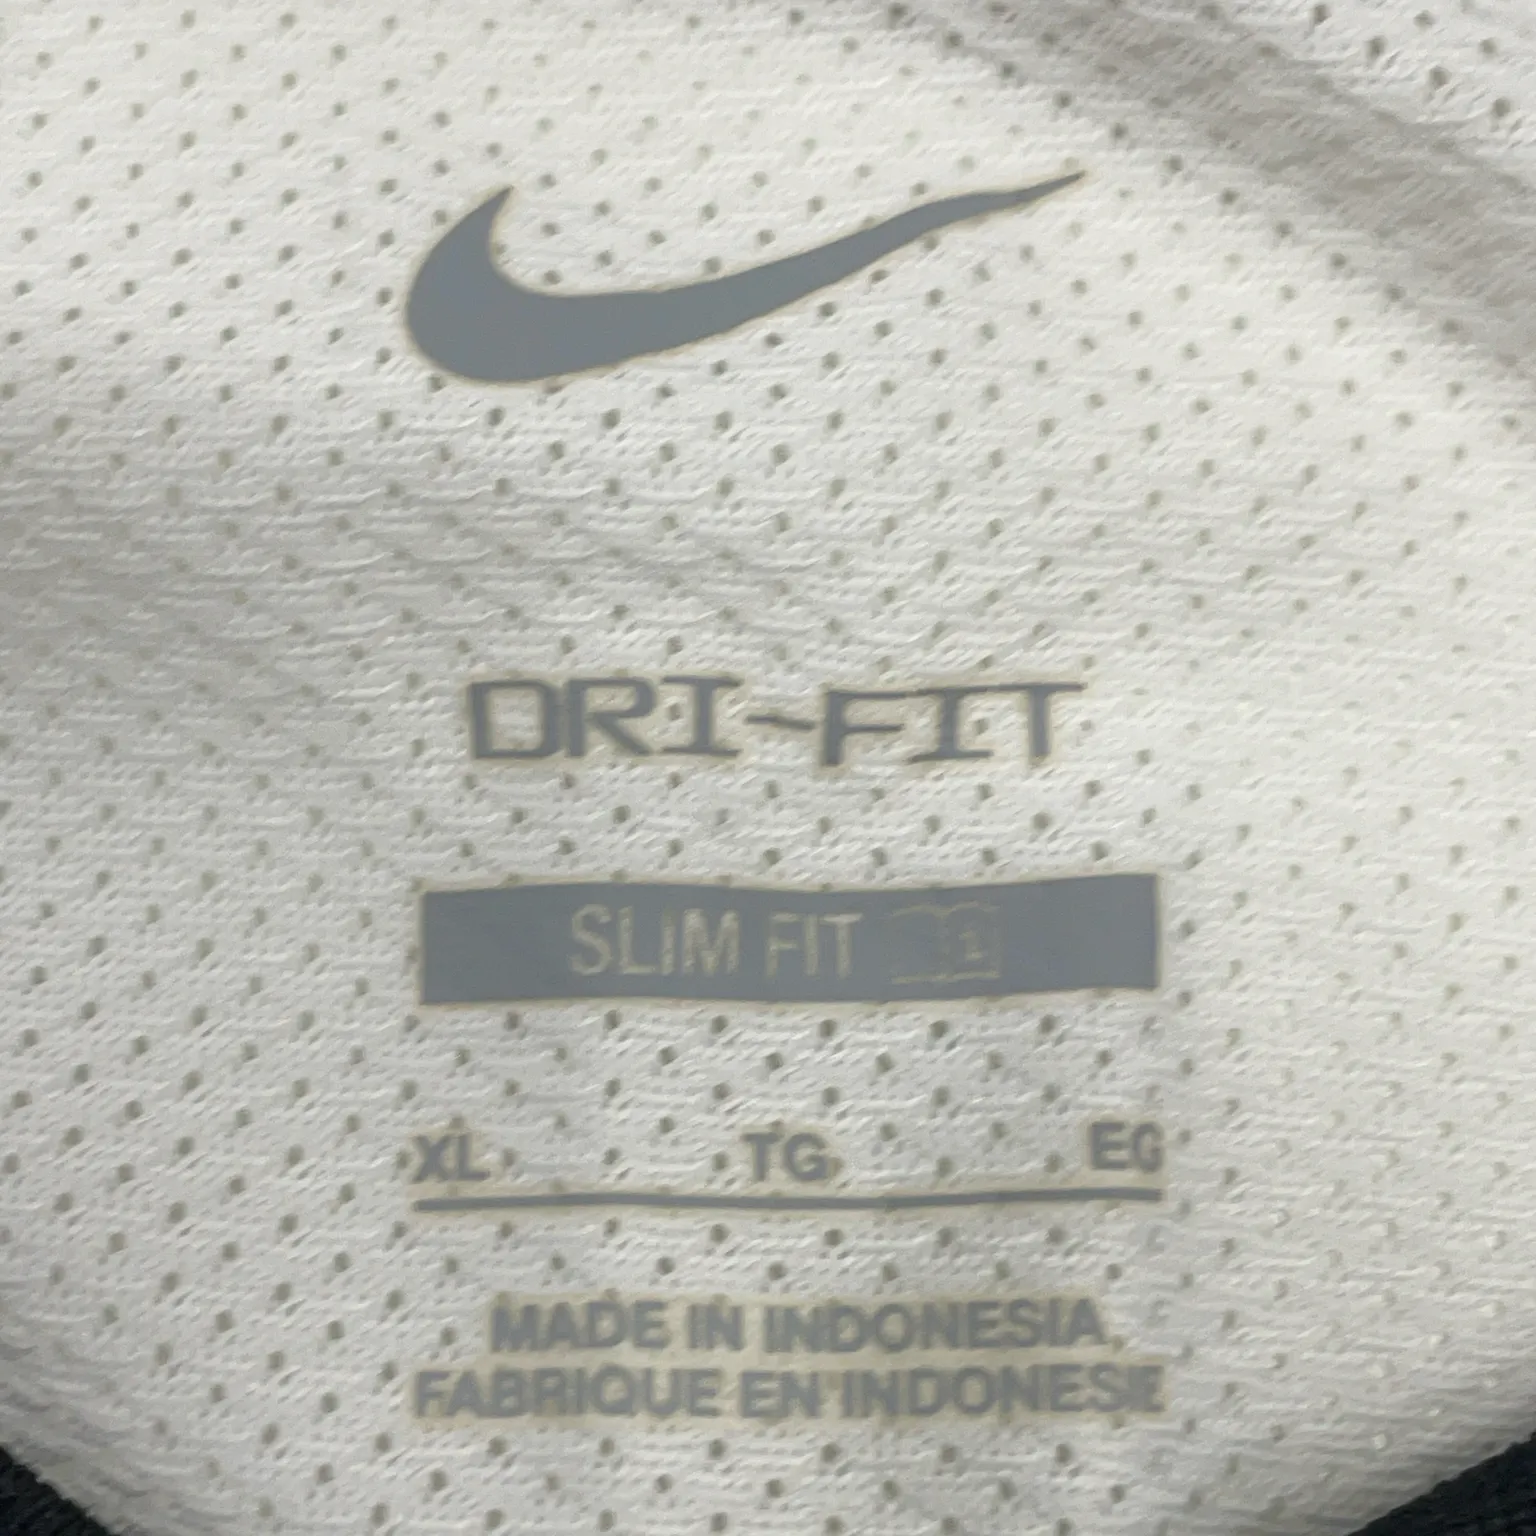 DRI-FIT
SLIM FIT
XL TG EG
MADE IN INDONESIA
FABRIQUE EN INDONESIE